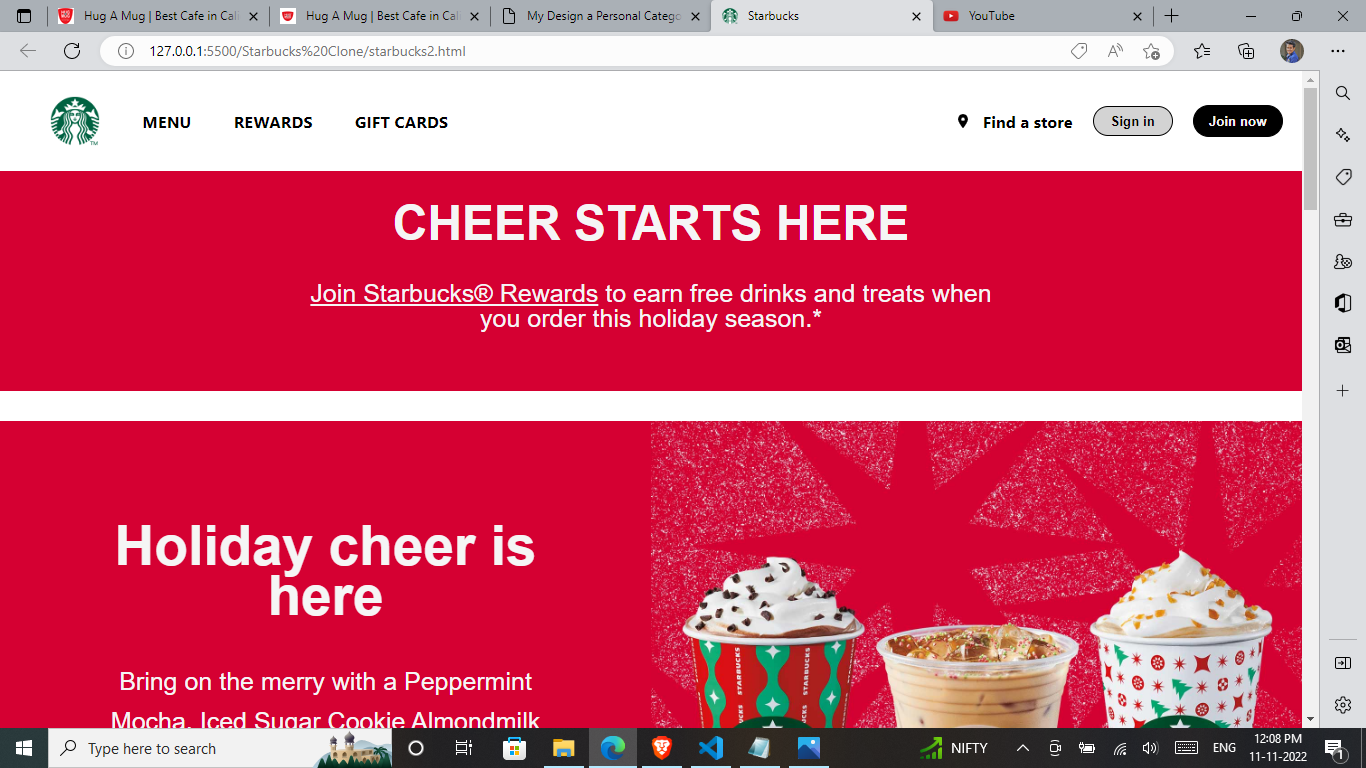 Hug A Mug | Best Cafe in Cali
Hug A Mug | Best Cafe in Cali
My Design a Personal Catego
Starbucks
YouTube
127.0.0.1:5500/Starbucks%20Clone/starbucks2.html
MENU
REWARDS
GIFT CARDS
Find a store
Sign in
Join now
CHEER STARTS HERE
Join Starbucks® Rewards to earn free drinks and treats when
you order this holiday season.*
Holiday cheer is
here
Bring on the merry with a Peppermint
Mocha, Iced Sugar Cookie Almondmilk
STARBUCKS
STARBUCKS
Type here to search
NIFTY
ENG
12:08 PM
11-11-2022
1